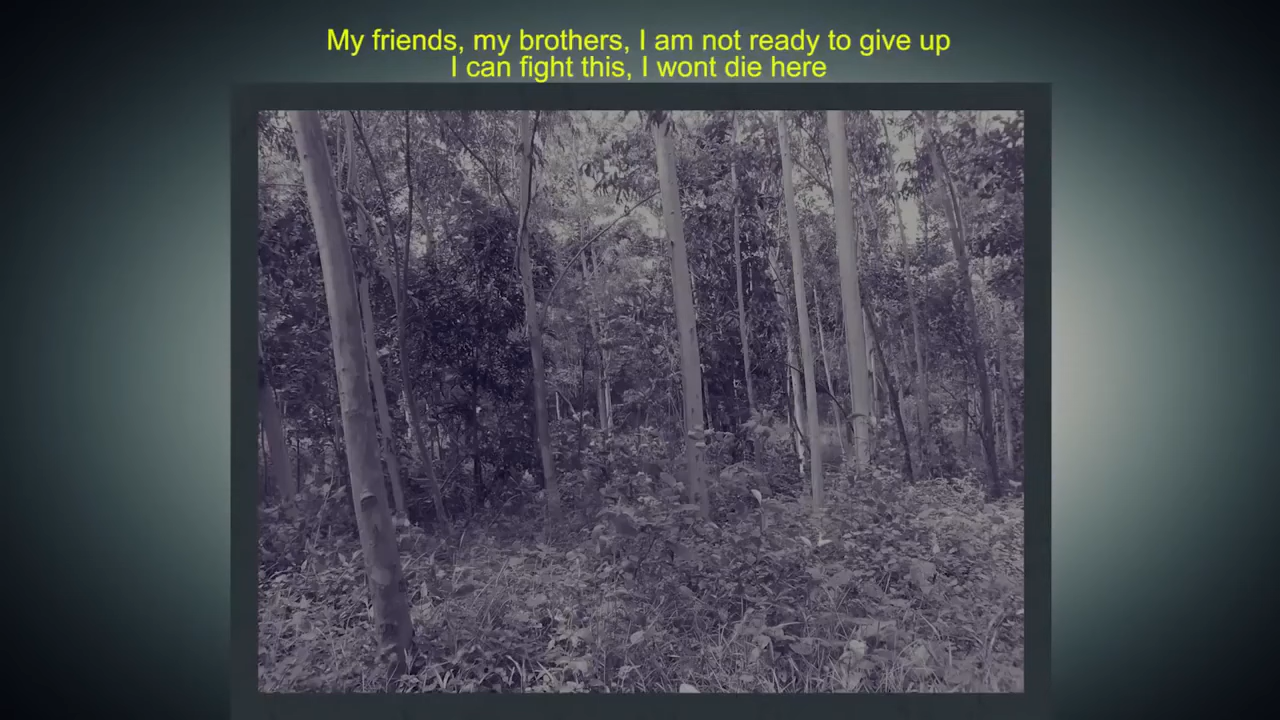 My friends, my brothers, I am not ready to give up
I can fight this, I wont die here